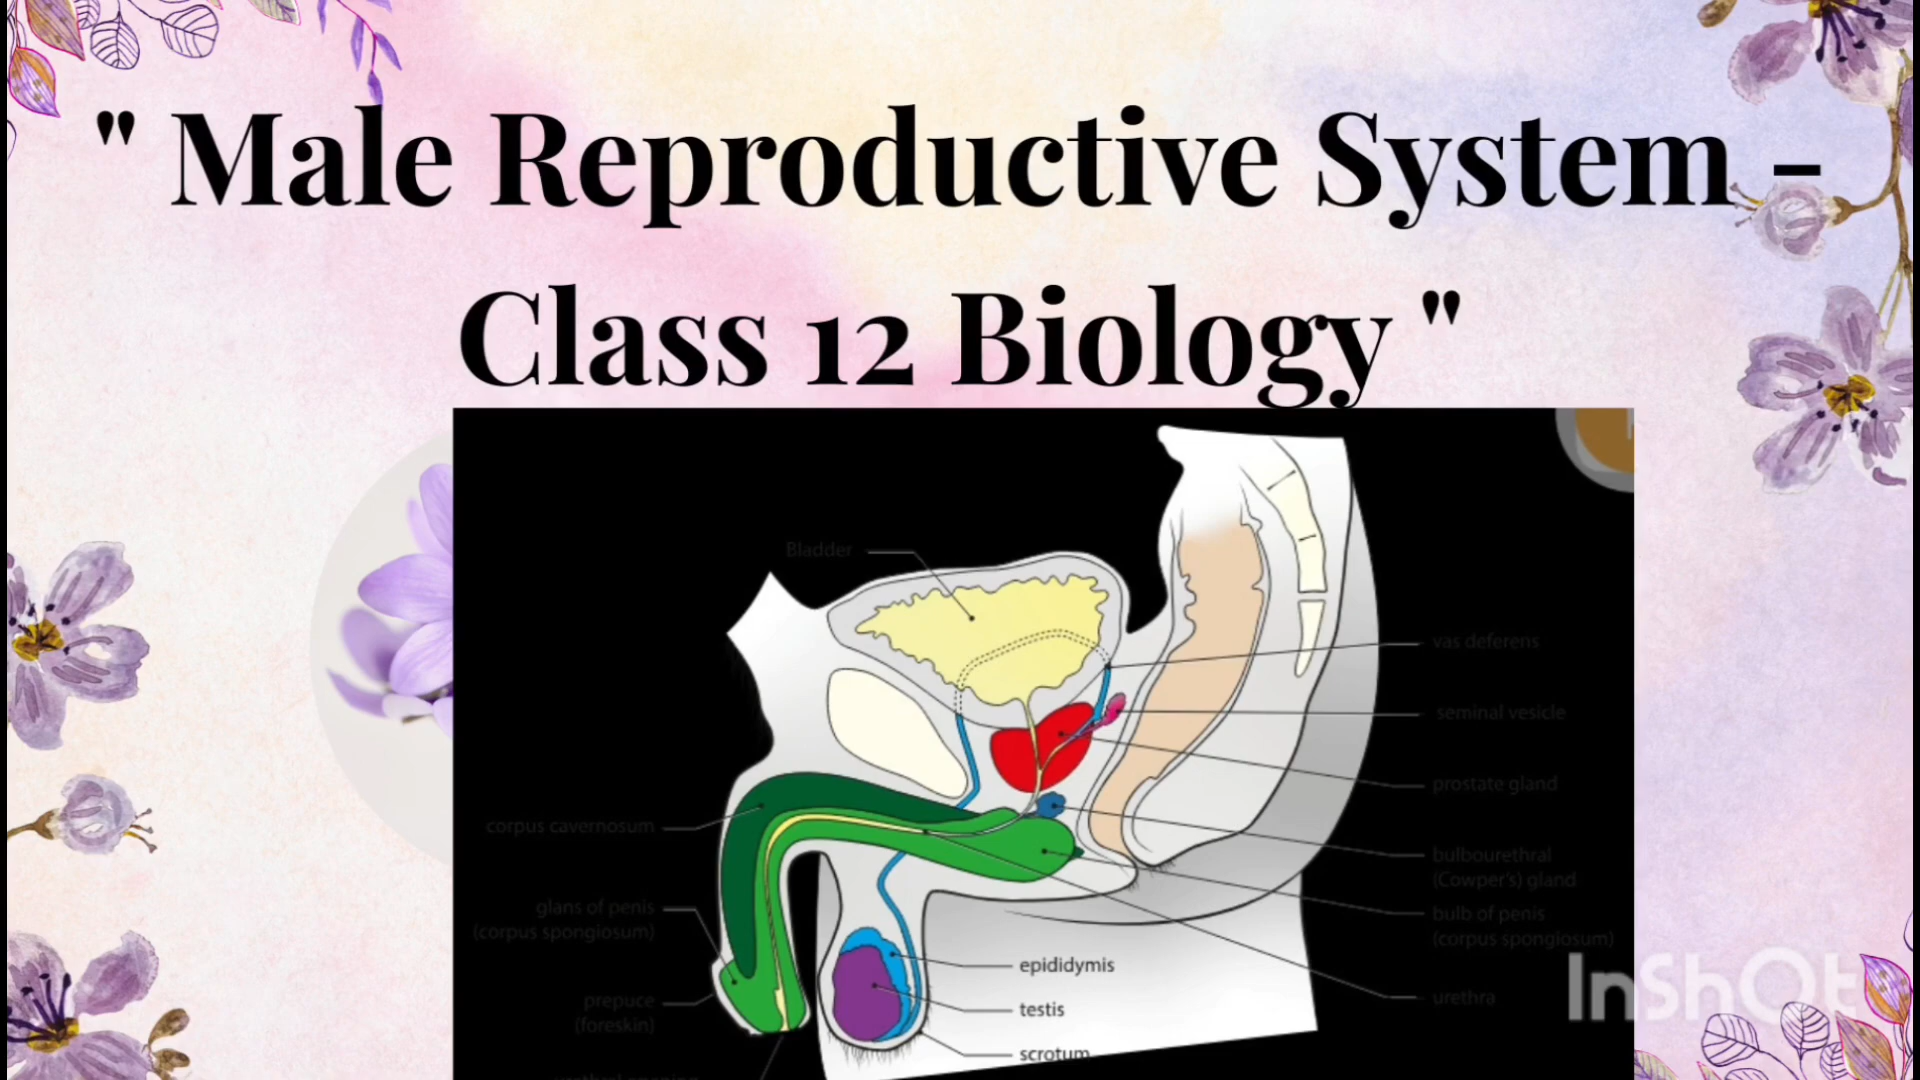 " Male Reproductive System -
Class 12 Biology "
Bladder
vas deferens
seminal vesicle
prostate gland
corpus cavernosum
bulbourethral
(Cowper's) gland
glans of penis
(corpus spongiosum)
bulb of penis
(corpus spongiosum)
epididymis
prepuce
(foreskin)
urethra
testis
scrotum
InShOt